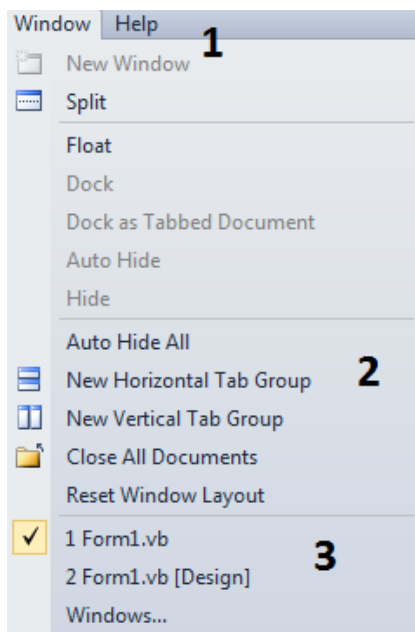 Window Help
1
New Window
Split
Float
Dock
Dock as Tabbed Document
Auto Hide
Hide
Auto Hide All
New Horizontal Tab Group 2
New Vertical Tab Group
Close All Documents
Reset Window Layout
1 Form1.vb
3
2 Form1.vb [Design]
Windows...